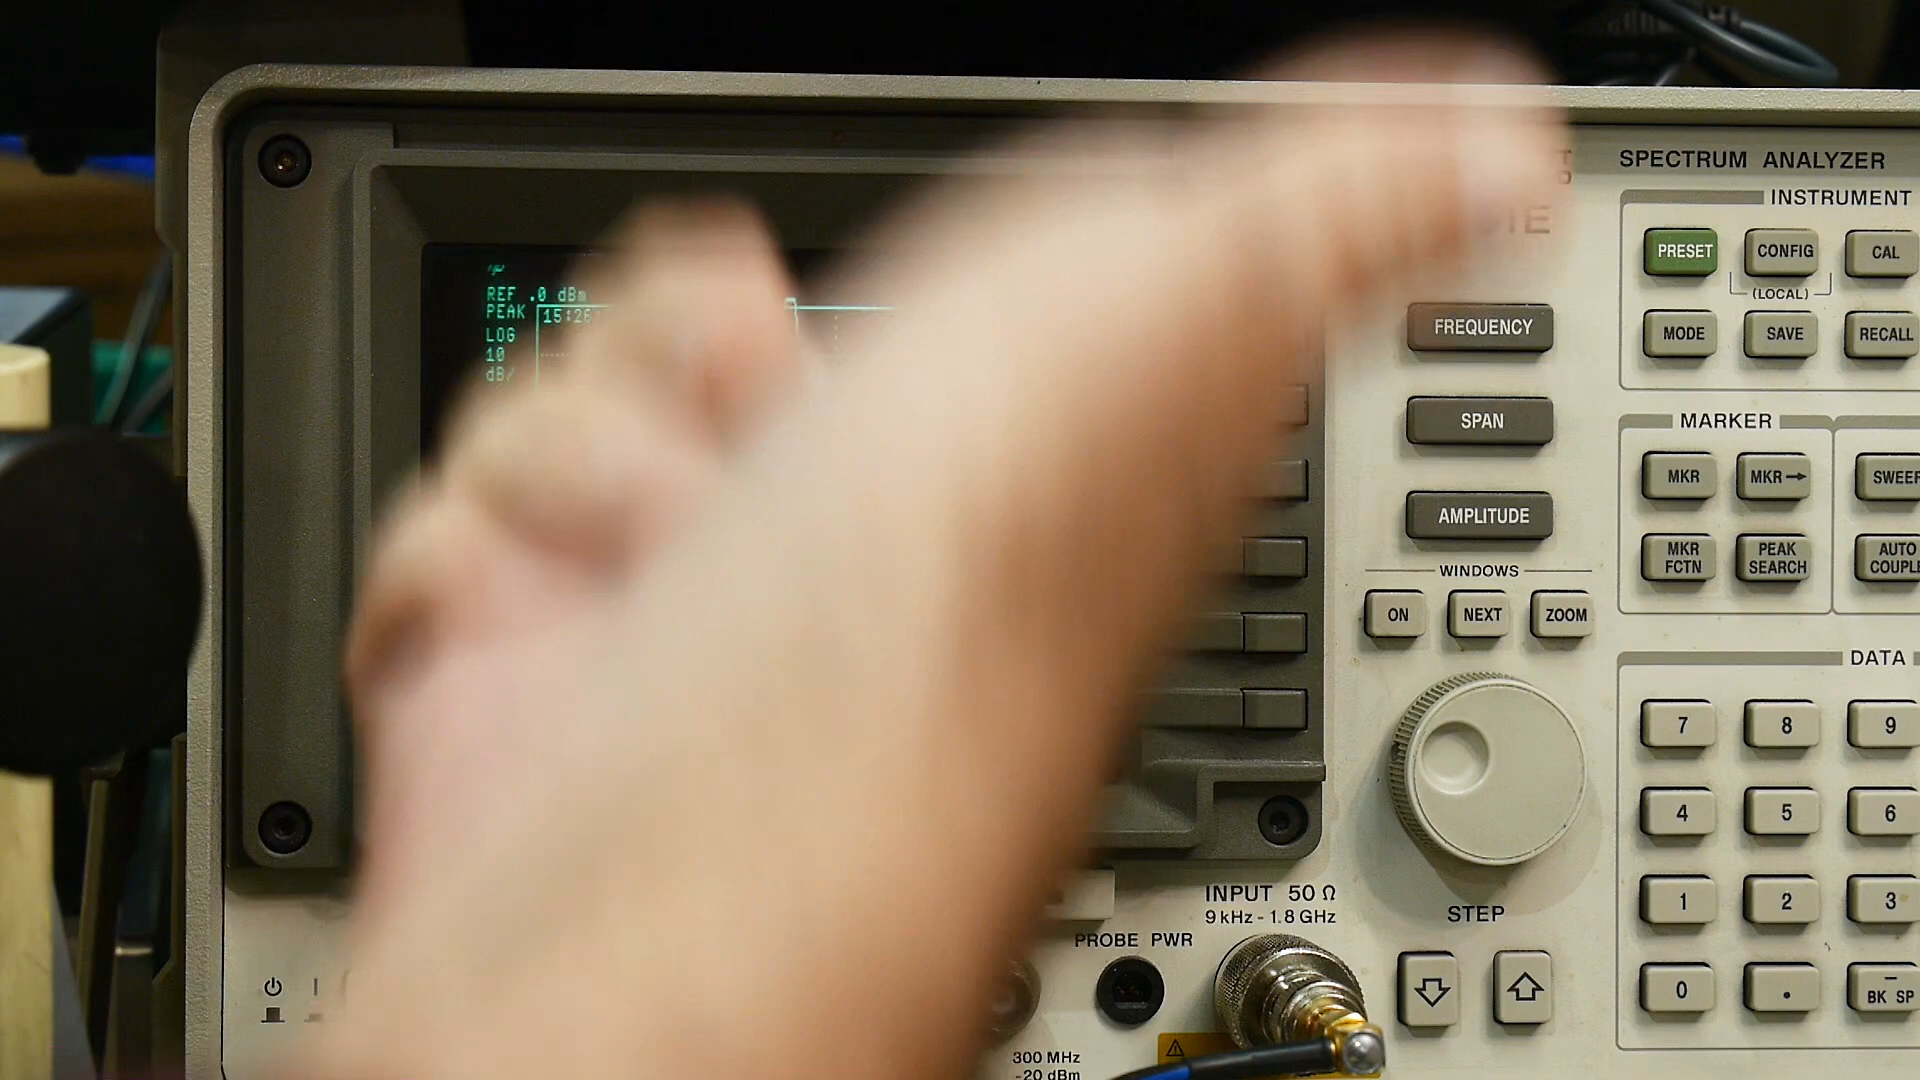 SPECTRUM ANALYZER
INSTRUMENT
PRESET
CONFIG
CAL
(LOCAL)
MODE
SAVE
RECALL
REF .0 dBm
PEAK
LOG
10
dB/
15:26
FREQUENCY
SPAN
AMPLITUDE
MARKER
MKR
MKR→
MKR
FCTN
PEAK
SEARCH
SWEEP
AUTO
COUPLE
WINDOWS
ON
NEXT
ZOOM
DATA
7
8
9
4
5
6
1
2
3
0
.
BK SP
STEP
INPUT 50 Ω
9 kHz - 1.8 GHz
PROBE PWR
300 MHz
-20 dBm